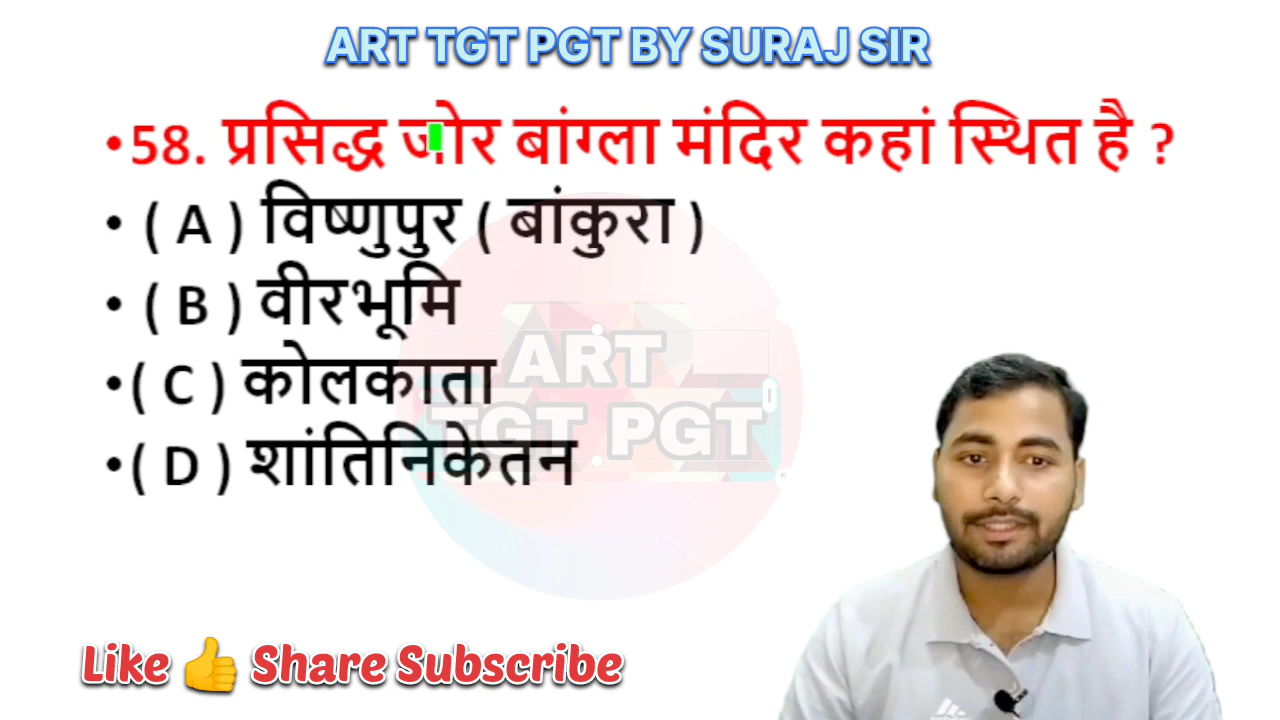 ART TGT PGT BY SURAJ SIR
•58. प्रसिद्ध जोर बांग्ला मंदिर कहां स्थित है ?
• ( A ) विष्णुपुर ( बांकुरा )
• ( B ) वीरभूमि
•( C ) कोलकाता
•( D ) शांतिनिकेतन
ART
TGT PGT
Like 👍 Share Subscribe